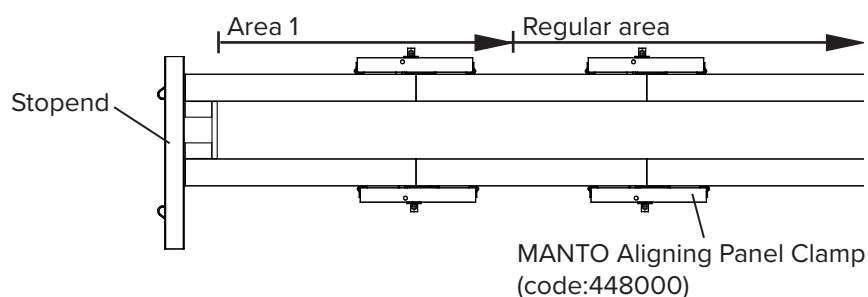 Area 1
Regular area
Stopend
MANTO Aligning Panel Clamp
(code:448000)